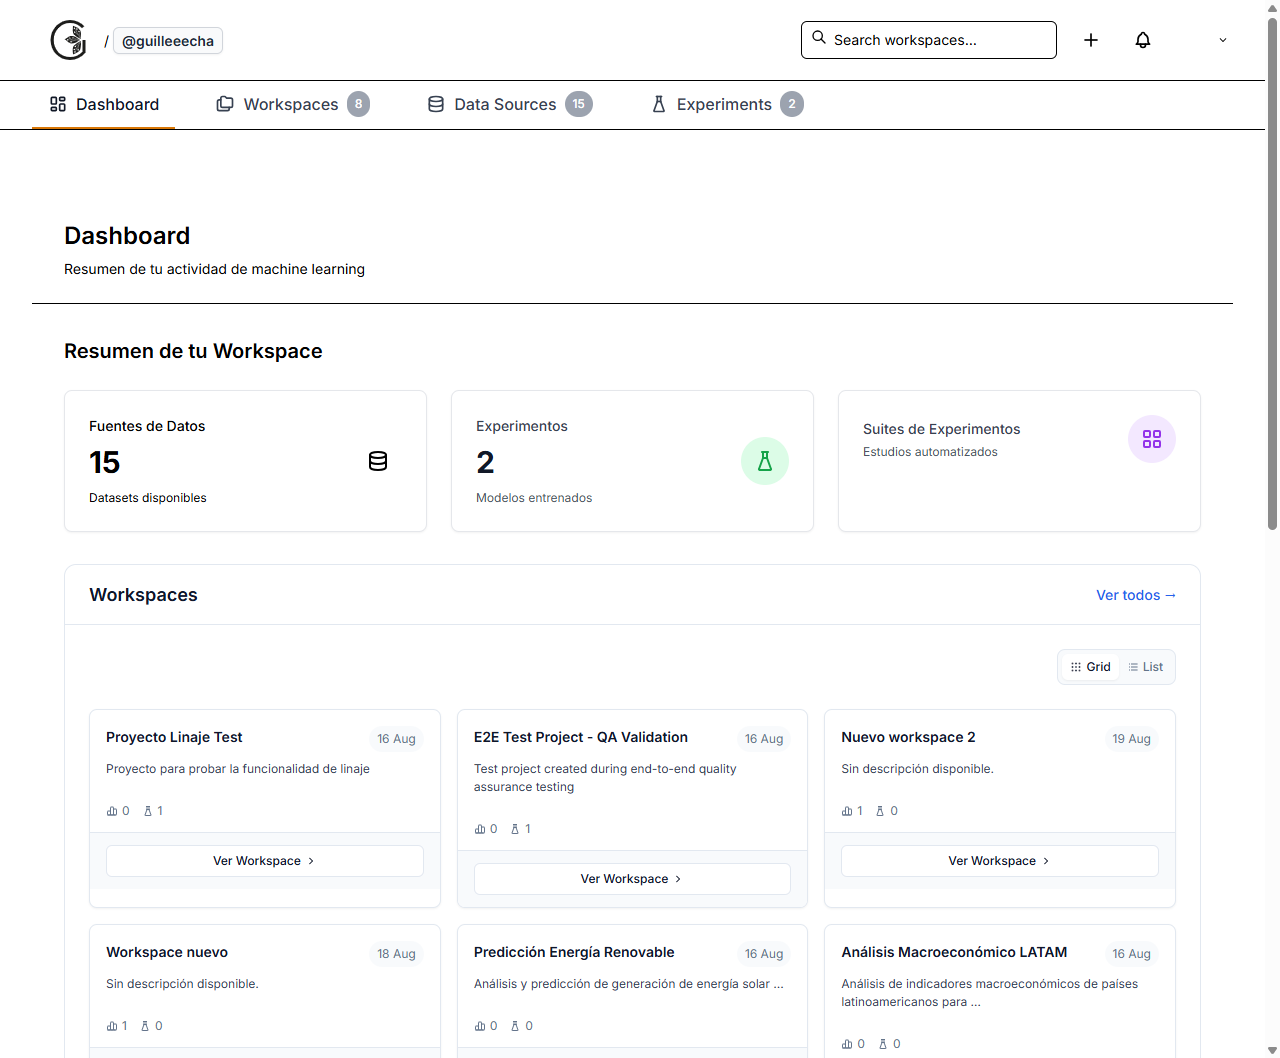 / @guilleeecha
Search workspaces...
Dashboard
Workspaces 8
Data Sources 15
Experiments 2
Dashboard
Resumen de tu actividad de machine learning
Resumen de tu Workspace
Fuentes de Datos
15
Datasets disponibles
Experimentos
2
Modelos entrenados
Suites de Experimentos
Estudios automatizados
Workspaces
Ver todos →
Grid
List
Proyecto Linaje Test
16 Aug
Proyecto para probar la funcionalidad de linaje
0 1
Ver Workspace ›
E2E Test Project - QA Validation
16 Aug
Test project created during end-to-end quality
assurance testing
0 1
Ver Workspace ›
Nuevo workspace 2
19 Aug
Sin descripción disponible.
1 0
Ver Workspace ›
Workspace nuevo
18 Aug
Sin descripción disponible.
1 0
Predicción Energía Renovable
16 Aug
Análisis y predicción de generación de energía solar ...
0 0
Análisis Macroeconómico LATAM
16 Aug
Análisis de indicadores macroeconómicos de países
latinoamericanos para ...
0 0